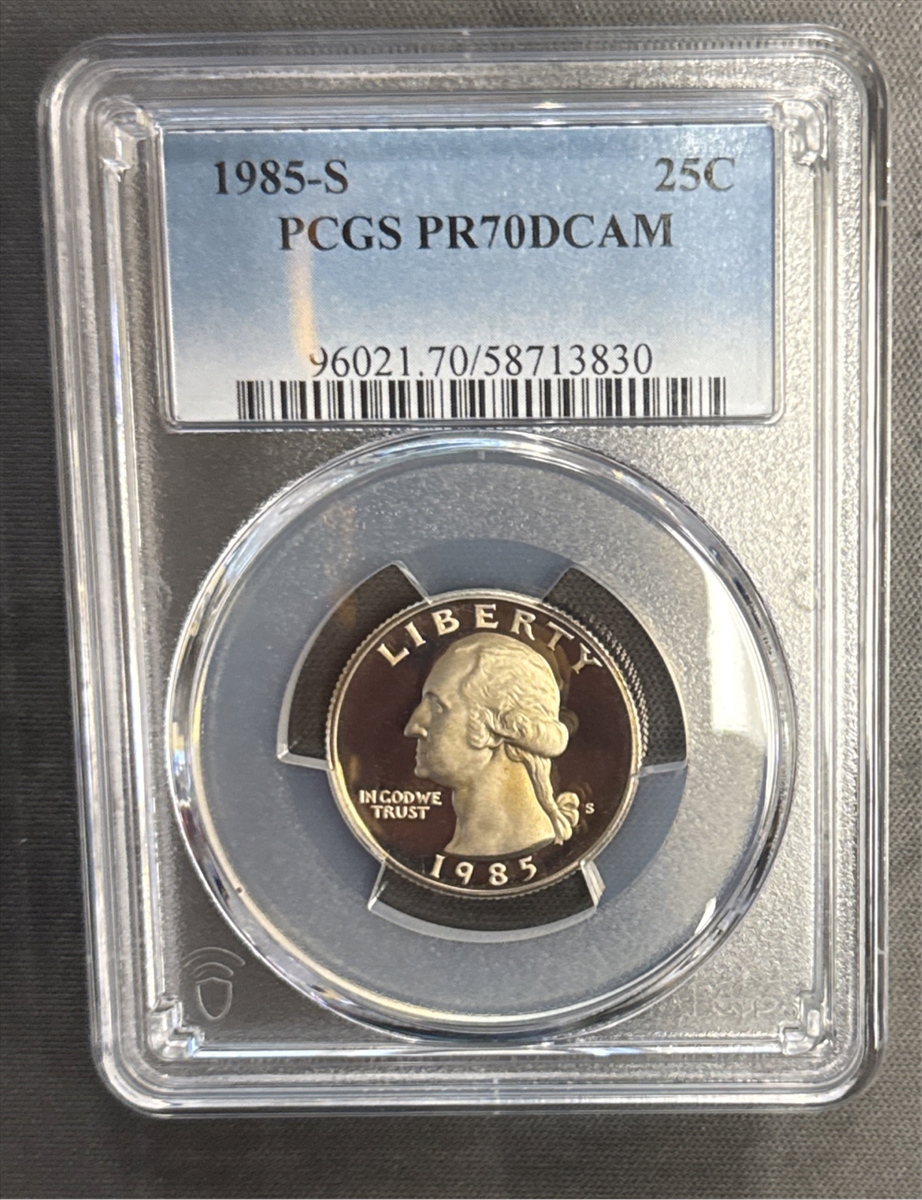 1985-S 25C
PCGS PR70DCAM
96021.70/58713830
LIBERTY
IN GOD WE
TRUST
S
1985